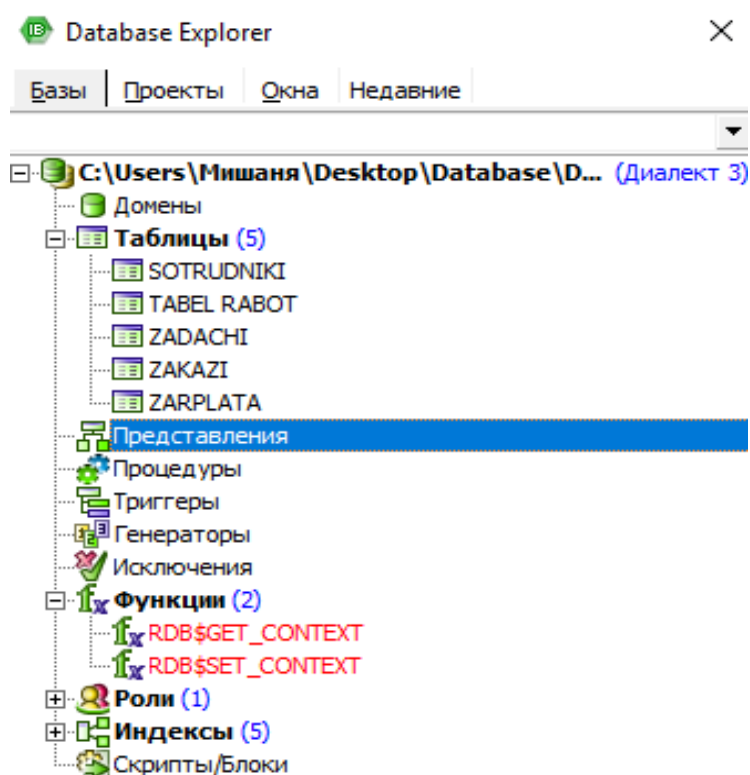 Database Explorer
Базы Проекты Окна Недавние
C:\Users\Мишаня\Desktop\Database\D... (Диалект 3)
Домены
Таблицы (5)
SOTRUDNIKI
TABEL RABOT
ZADACHI
ZAKAZI
ZARPLATA
Представления
Процедуры
Триггеры
Генераторы
Исключения
Функции (2)
RDB$GET_CONTEXT
RDB$SET_CONTEXT
Роли (1)
Индексы (5)
Скрипты/Блоки